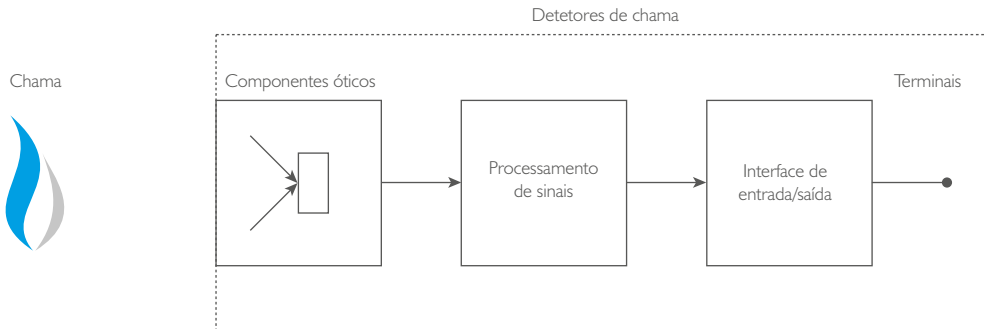 Detetores de chama
Chama
Componentes óticos
Terminais
Processamento
de sinais
Interface de
entrada/saída